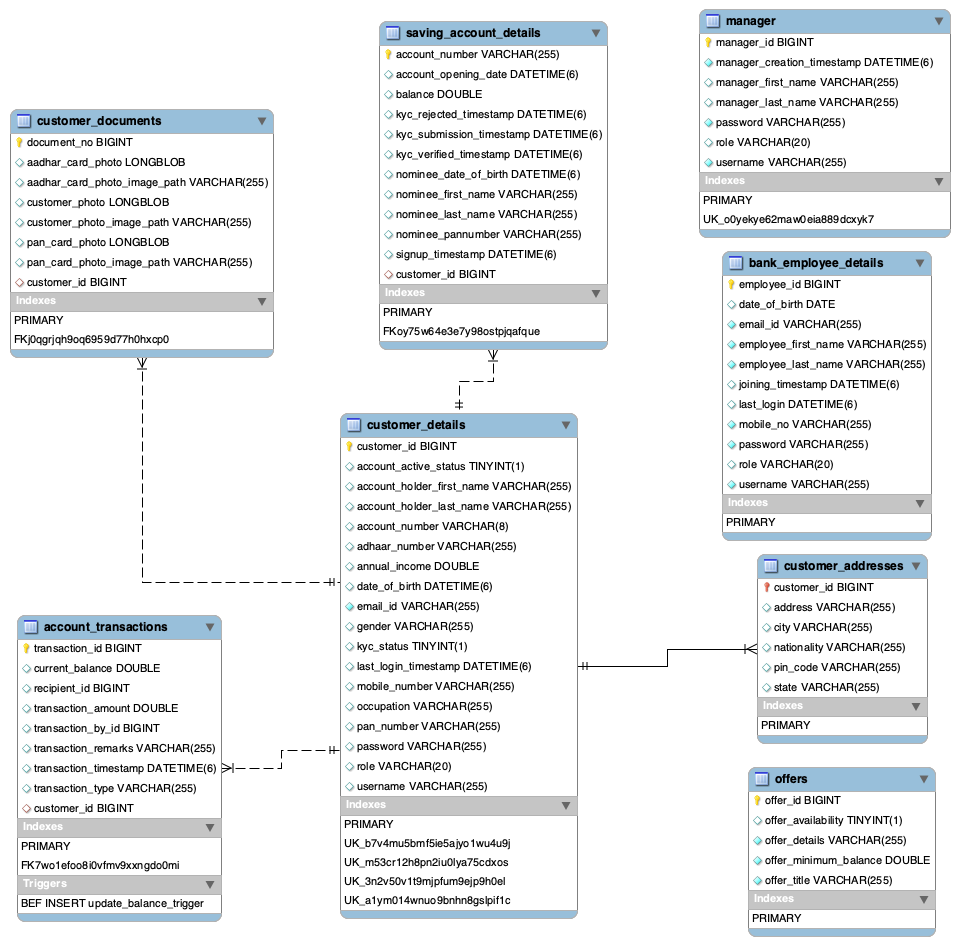 saving_account_details
account_number VARCHAR(255)
account_opening_date DATETIME(6)
balance DOUBLE
kyc_rejected_timestamp DATETIME(6)
kyc_submission_timestamp DATETIME(6)
kyc_verified_timestamp DATETIME(6)
nominee_date_of_birth DATETIME(6)
nominee_first_name VARCHAR(255)
nominee_last_name VARCHAR(255)
nominee_pannumber VARCHAR(255)
signup_timestamp DATETIME(6)
customer_id BIGINT
Indexes
PRIMARY
FKoy75w64e3e7y98ostpjqafque
manager
manager_id BIGINT
manager_creation_timestamp DATETIME(6)
manager_first_name VARCHAR(255)
manager_last_name VARCHAR(255)
password VARCHAR(255)
role VARCHAR(20)
username VARCHAR(255)
Indexes
PRIMARY
UK_o0yekye62maw0eia889dcxyk7
customer_documents
document_no BIGINT
aadhar_card_photo LONGBLOB
aadhar_card_photo_image_path VARCHAR(255)
customer_photo LONGBLOB
customer_photo_image_path VARCHAR(255)
pan_card_photo LONGBLOB
pan_card_photo_image_path VARCHAR(255)
customer_id BIGINT
Indexes
PRIMARY
FKj0qgrjqh9oq6959d77h0hxcp0
bank_employee_details
employee_id BIGINT
date_of_birth DATE
email_id VARCHAR(255)
employee_first_name VARCHAR(255)
employee_last_name VARCHAR(255)
joining_timestamp DATETIME(6)
last_login DATETIME(6)
mobile_no VARCHAR(255)
password VARCHAR(255)
role VARCHAR(20)
username VARCHAR(255)
Indexes
PRIMARY
customer_details
customer_id BIGINT
account_active_status TINYINT(1)
account_holder_first_name VARCHAR(255)
account_holder_last_name VARCHAR(255)
account_number VARCHAR(8)
adhaar_number VARCHAR(255)
annual_income DOUBLE
date_of_birth DATETIME(6)
email_id VARCHAR(255)
gender VARCHAR(255)
kyc_status TINYINT(1)
last_login_timestamp DATETIME(6)
mobile_number VARCHAR(255)
occupation VARCHAR(255)
pan_number VARCHAR(255)
password VARCHAR(255)
role VARCHAR(20)
username VARCHAR(255)
Indexes
PRIMARY
UK_b7v4mu5bmf5ie5ajyo1wu4u9j
UK_m53cr12h8pn2iu0lya75cdxos
UK_3n2v50v1t9mjpfum9ejp9h0el
UK_a1ym014wnuo9bnhn8gslpif1c
customer_addresses
customer_id BIGINT
address VARCHAR(255)
city VARCHAR(255)
nationality VARCHAR(255)
pin_code VARCHAR(255)
state VARCHAR(255)
Indexes
PRIMARY
account_transactions
transaction_id BIGINT
current_balance DOUBLE
recipient_id BIGINT
transaction_amount DOUBLE
transaction_by_id BIGINT
transaction_remarks VARCHAR(255)
transaction_timestamp DATETIME(6)
transaction_type VARCHAR(255)
customer_id BIGINT
Indexes
PRIMARY
FK7wo1efoo8i0vfmv9xxngdo0mi
Triggers
BEF INSERT update_balance_trigger
offers
offer_id BIGINT
offer_availability TINYINT(1)
offer_details VARCHAR(255)
offer_minimum_balance DOUBLE
offer_title VARCHAR(255)
Indexes
PRIMARY